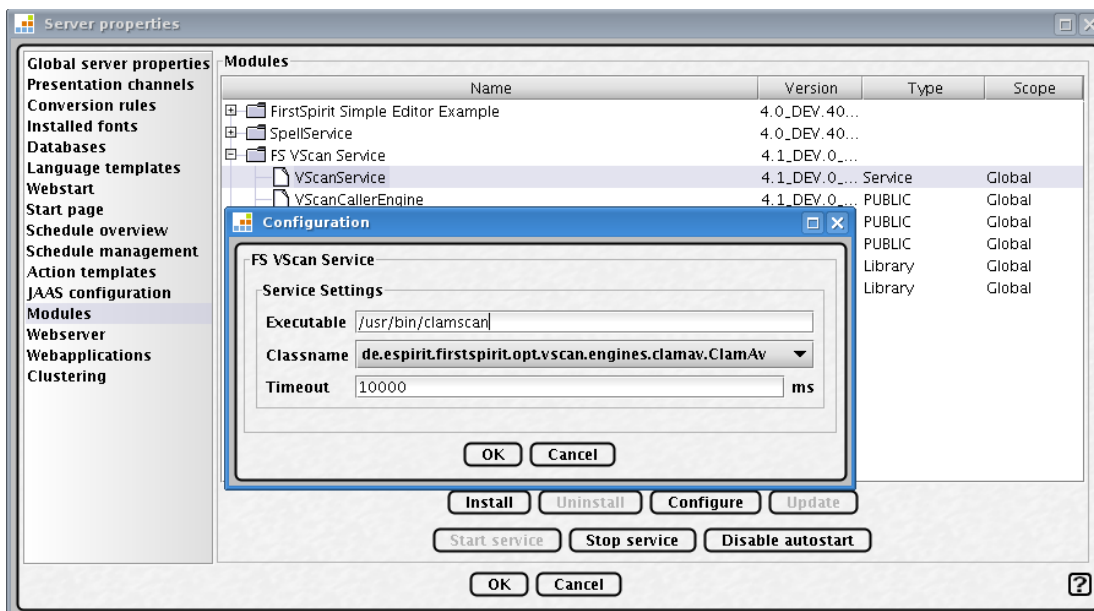 Server properties
Global server properties
Presentation channels
Conversion rules
Installed fonts
Databases
Language templates
Webstart
Start page
Schedule overview
Schedule management
Action templates
JAAS configuration
Modules
Webserver
Webapplications
Clustering
Modules
Name Version Type Scope
FirstSpirit Simple Editor Example 4.0_DEV.40...
SpellService 4.0_DEV.40...
FS VScan Service 4.1_DEV.0_...
VScanService 4.1_DEV.0_... Service Global
VScanCallerEngine 4.1_DEV.0_... PUBLIC Global
PUBLIC Global
PUBLIC Global
Library Global
Library Global
Configuration
FS VScan Service
Service Settings
Executable /usr/bin/clamscan
Classname de.espirit.firstspirit.opt.vscan.engines.clamav.ClamAv
Timeout 10000 ms
OK Cancel
Install Uninstall Configure Update
Start service Stop service Disable autostart
OK Cancel ?